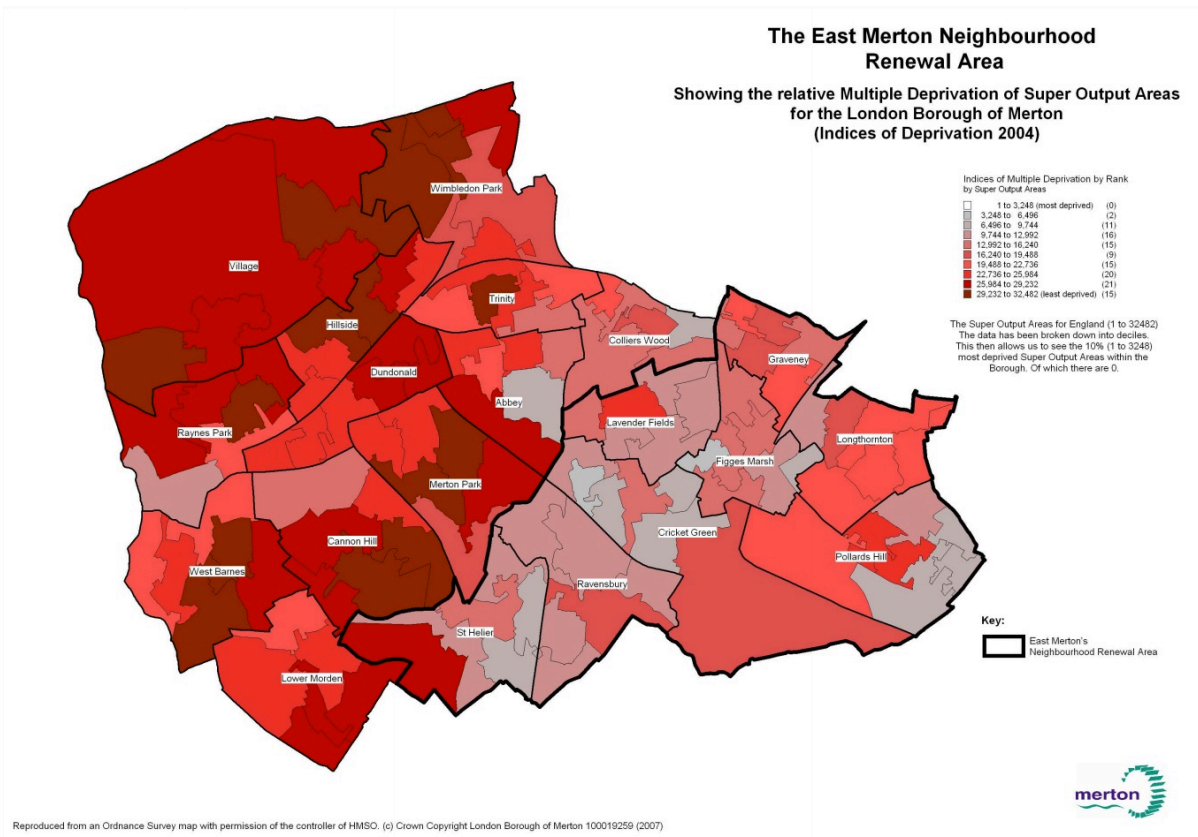 The East Merton Neighbourhood
Renewal Area
Showing the relative Multiple Deprivation of Super Output Areas
for the London Borough of Merton
(Indices of Deprivation 2004)
Indices of Multiple Deprivation by Rank
by Super Output Areas
1 to 3,248 (most deprived) (0)
3,248 to 6,496 (2)
6,496 to 9,744 (11)
9,744 to 12,992 (16)
12,992 to 16,240 (15)
16,240 to 19,488 (9)
19,488 to 22,736 (15)
22,736 to 25,984 (20)
25,984 to 29,232 (21)
29,232 to 32,482 (least deprived) (15)
The Super Output Areas for England (1 to 32482)
The data has been broken down into deciles.
This then allows us to see the 10% (1 to 3248)
most deprived Super Output Areas within the
Borough. Of which there are 0.
Wimbledon Park
Village
Trinity
Hillside
Colliers Wood
Graveney
Dundonald
Abbey
Lavender Fields
Raynes Park
Longthornton
Figges Marsh
Merton Park
Cricket Green
Cannon Hill
Pollards Hill
West Barnes
Ravensbury
St Helier
Lower Morden
Key:
East Merton's
Neighbourhood Renewal Area
merton
Reproduced from an Ordnance Survey map with permission of the controller of HMSO. (c) Crown Copyright London Borough of Merton 100019259 (2007)